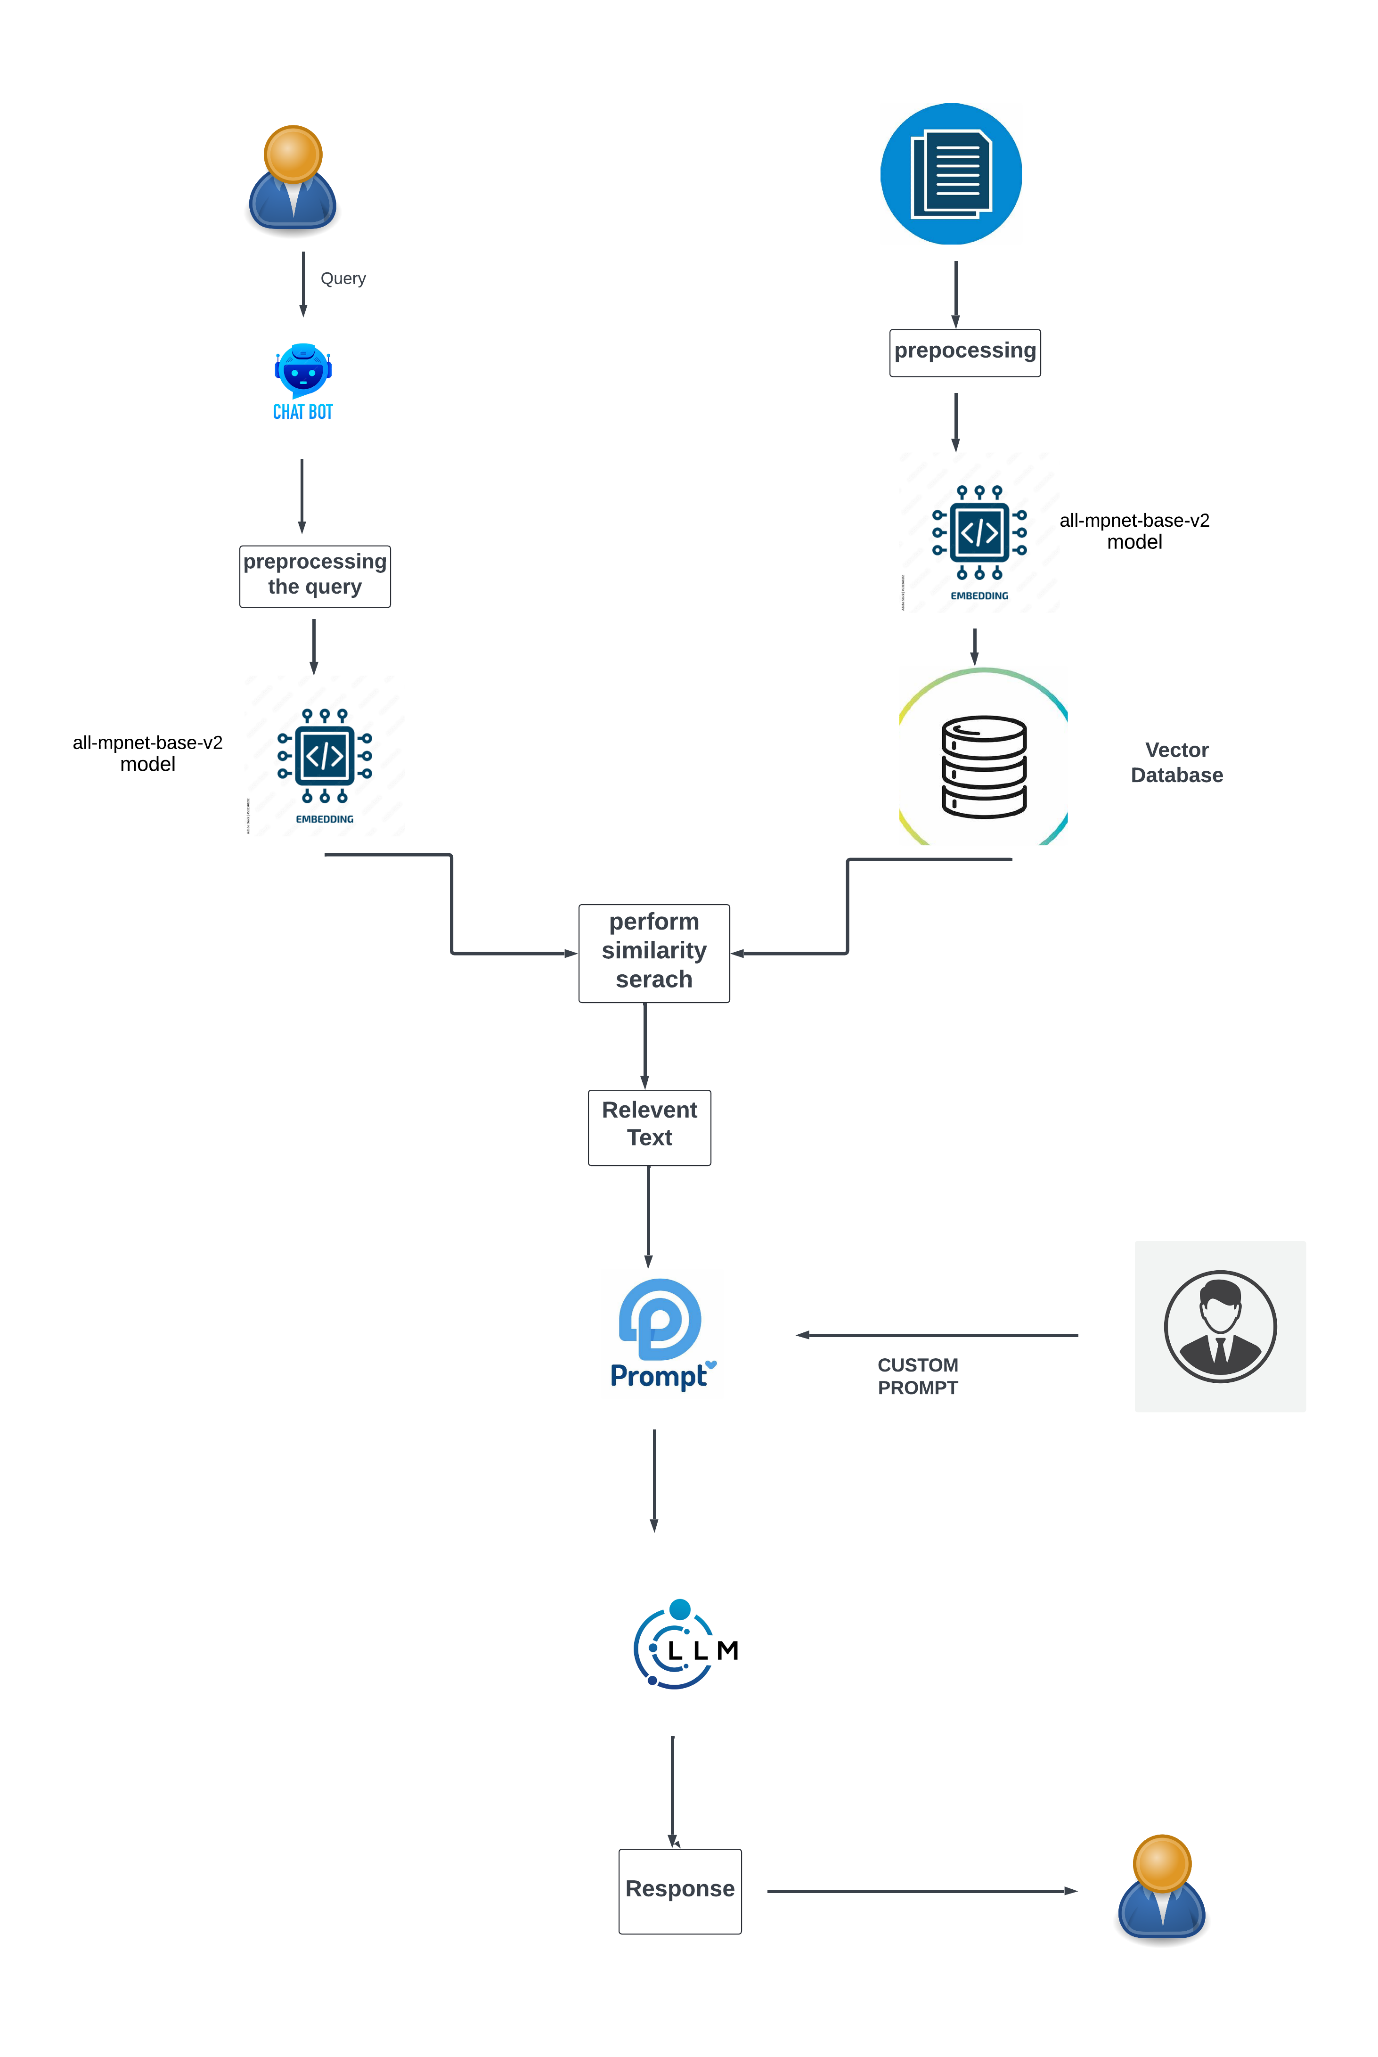 Query
CHAT BOT
prepocessing
all-mpnet-base-v2
model
EMBEDDING
preprocessing
the query
all-mpnet-base-v2
model
EMBEDDING
Vector
Database
perform
similarity
serach
Relevent
Text
Prompt
CUSTOM
PROMPT
LLM
Response